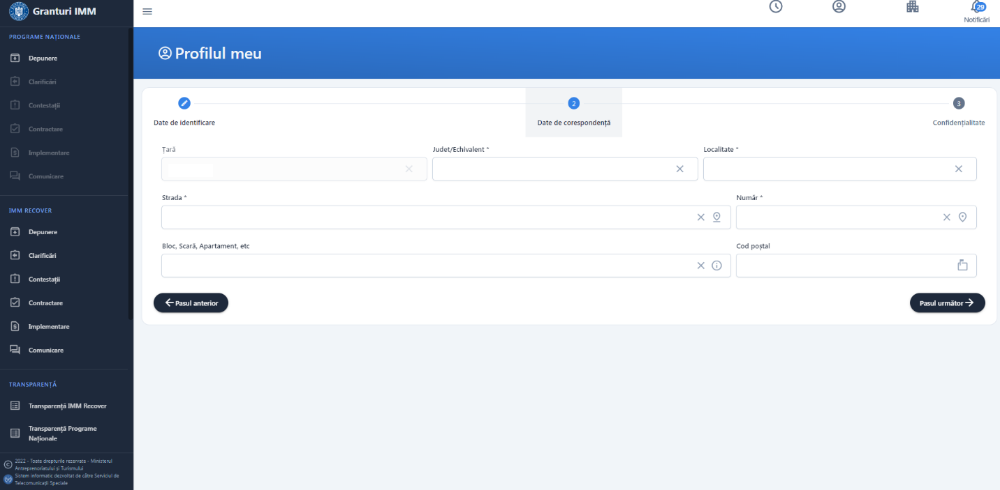 Granturi IMM
29
Notificări
PROGRAME NAȚIONALE
Depunere
Clarificări
Contestații
Contractare
Implementare
Comunicare
IMM RECOVER
Depunere
Clarificări
Contestații
Contractare
Implementare
Comunicare
TRANSPARENȚĂ
Transparență IMM Recover
Transparență Programe
Naționale
2022 - Toate drepturile rezervate - Ministerul
Antreprenoriatului și Turismului
Sistem informatic dezvoltat de către Serviciul de
Telecomunicații Speciale
Profilul meu
Date de identificare
2
Date de corespondență
3
Confidențialitate
Țară
Judet/Echivalent *
Localitate *
Strada *
Număr *
Bloc, Scară, Apartament, etc
Cod poștal
Pasul anterior
Pasul următor